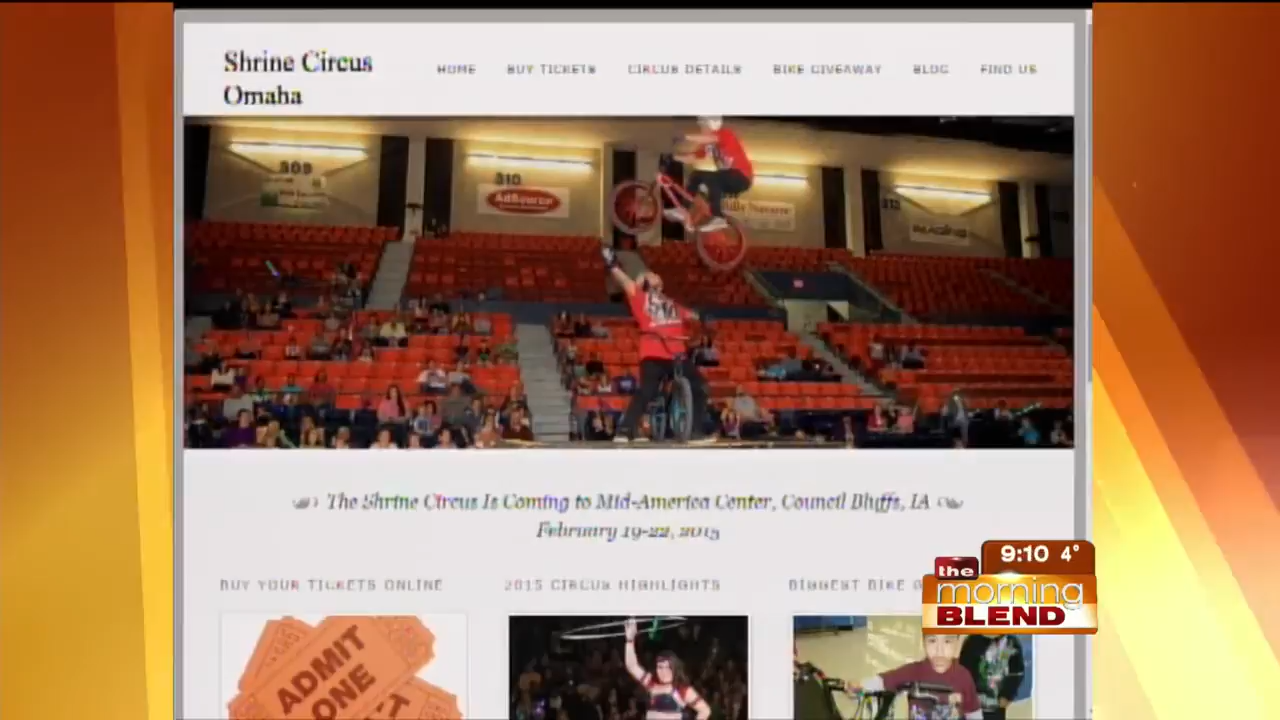 Shrine Circus
Omaha
HOME BUY TICKETS CIRCUS DETAILS BIKE GIVEAWAY BLOG FIND US
309
310
AdSource
313
The Shrine Circus Is Coming to Mid-America Center, Council Bluffs, IA
February 19-22, 2015
BUY YOUR TICKETS ONLINE
2015 CIRCUS HIGHLIGHTS
BIGGEST BIKE
ADMIT
ONE
9:10 4°
the
morning
BLEND